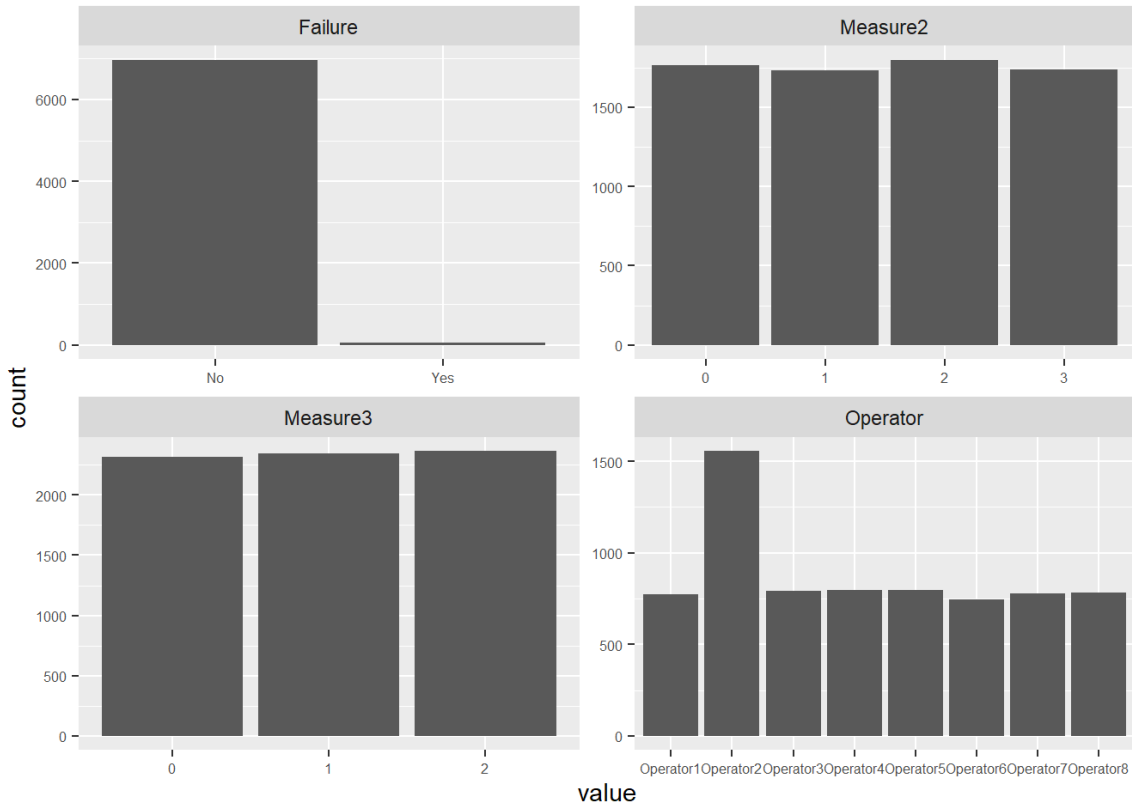 Failure
6000
4000
2000
0
No Yes
Measure2
1500
1000
500
0
0 1 2 3
Measure3
2000
1500
1000
500
0
0 1 2
Operator
1500
1000
500
0
Operator1 Operator2 Operator3 Operator4 Operator5 Operator6 Operator7 Operator8
count
value